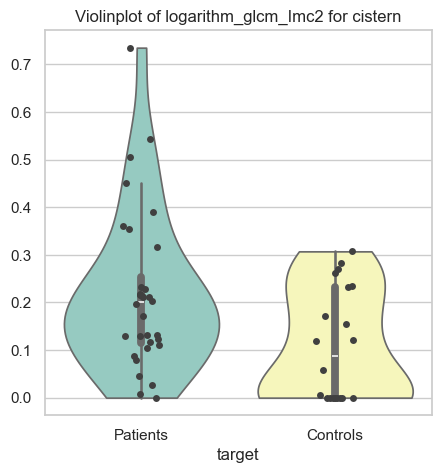 Violinplot of logarithm_glcm_Imc2 for cistern
0.7
0.6
0.5
0.4
0.3
0.2
0.1
0.0
Patients
Controls
target